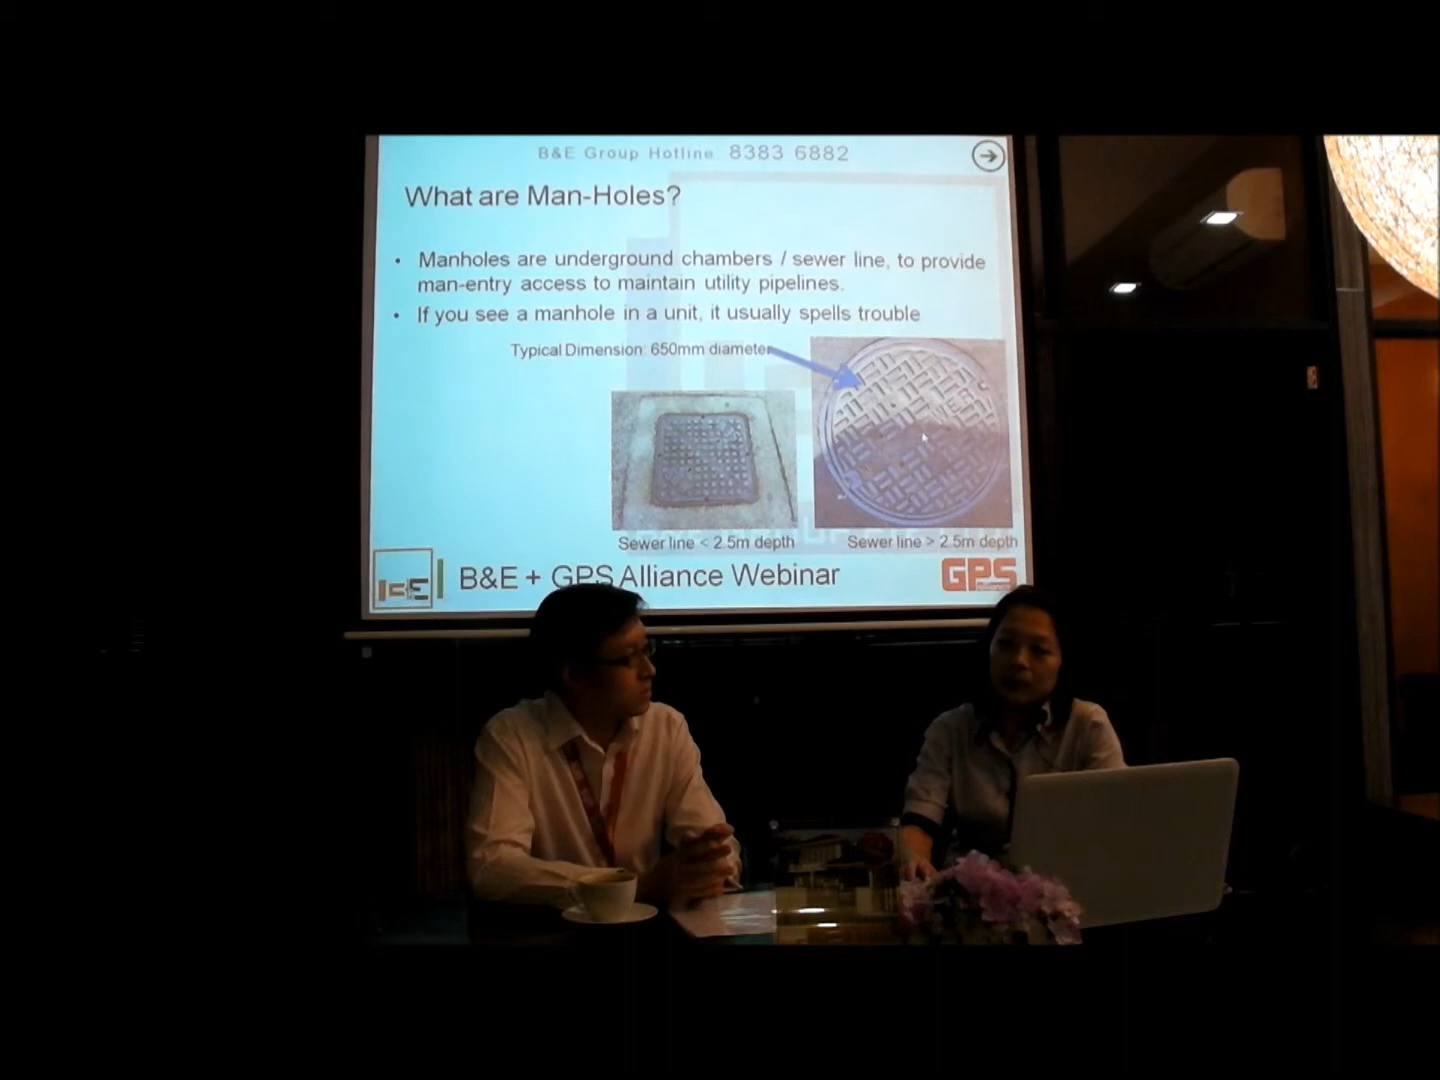 B&E Group Hotline: 8383 6882
What are Man-Holes?
• Manholes are underground chambers / sewer line, to provide
man-entry access to maintain utility pipelines.
• If you see a manhole in a unit, it usually spells trouble
Typical Dimension: 650mm diameter
Sewer line < 2.5m depth
Sewer line > 2.5m depth
B&E
B&E + GPS Alliance Webinar
GPS